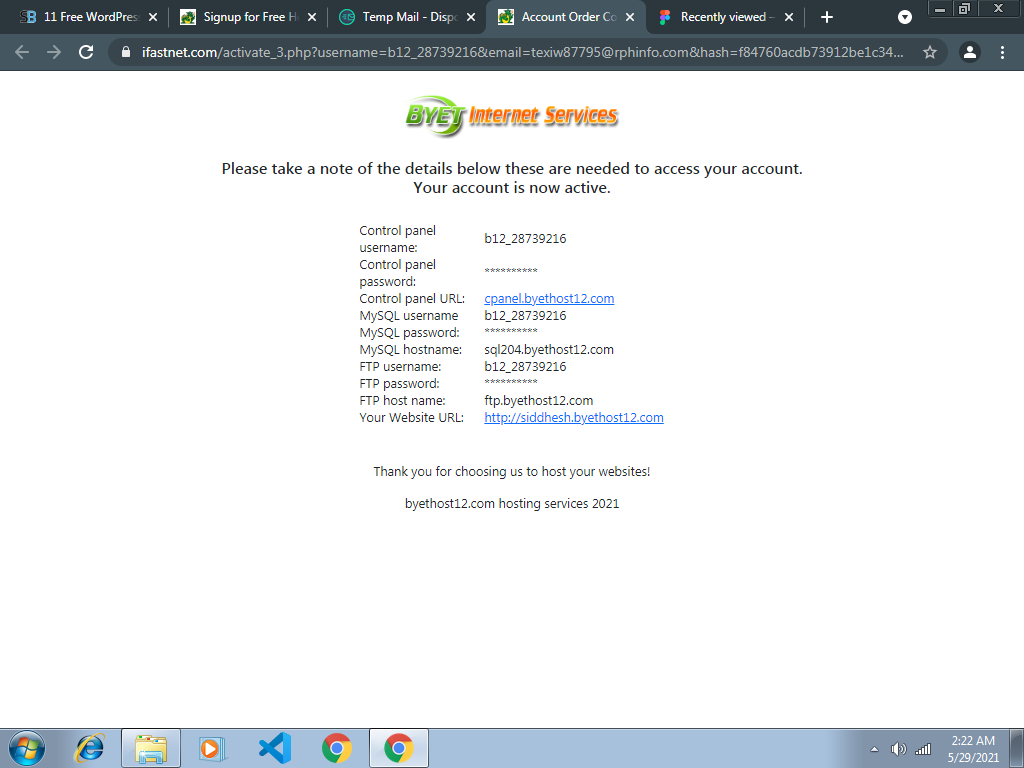 11 Free WordPres
Signup for Free H
Temp Mail - Dispo
Account Order Co
Recently viewed –
ifastnet.com/activate_3.php?username=b12_28739216&email=texiw87795@rphinfo.com&hash=f84760acdb73912be1c34...
BYET Internet Services
Please take a note of the details below these are needed to access your account.
Your account is now active.
Control panel
username:
b12_28739216
Control panel
password:
**********
Control panel URL: cpanel.byethost12.com
MySQL username b12_28739216
MySQL password: **********
MySQL hostname: sql204.byethost12.com
FTP username: b12_28739216
FTP password: **********
FTP host name: ftp.byethost12.com
Your Website URL: http://siddhesh.byethost12.com
Thank you for choosing us to host your websites!
byethost12.com hosting services 2021
2:22 AM
5/29/2021